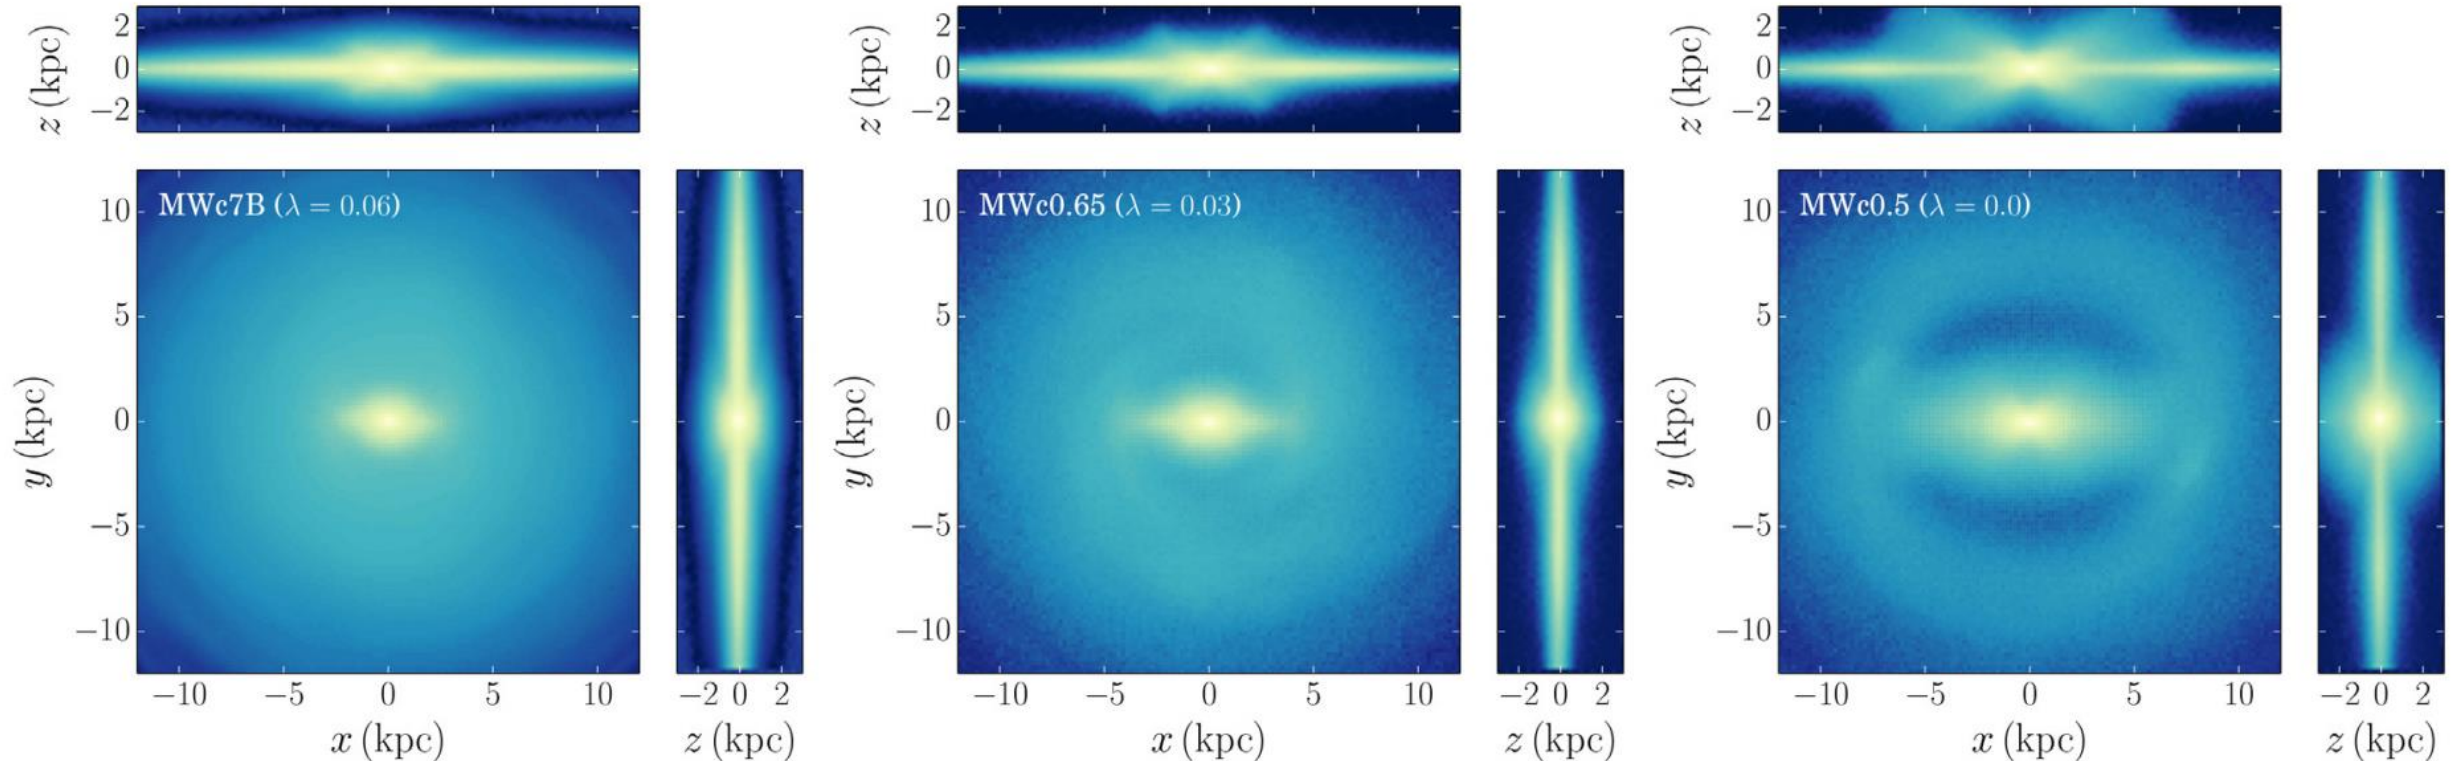 z (kpc)
2
0
−2
z (kpc)
2
0
−2
z (kpc)
2
0
−2
MWc7B (λ = 0.06)
y (kpc)
10
5
0
−5
−10
−10 −5 0 5 10
x (kpc)
−2 0 2
z (kpc)
MWc0.65 (λ = 0.03)
y (kpc)
10
5
0
−5
−10
−10 −5 0 5 10
x (kpc)
−2 0 2
z (kpc)
MWc0.5 (λ = 0.0)
y (kpc)
10
5
0
−5
−10
−10 −5 0 5 10
x (kpc)
−2 0 2
z (kpc)